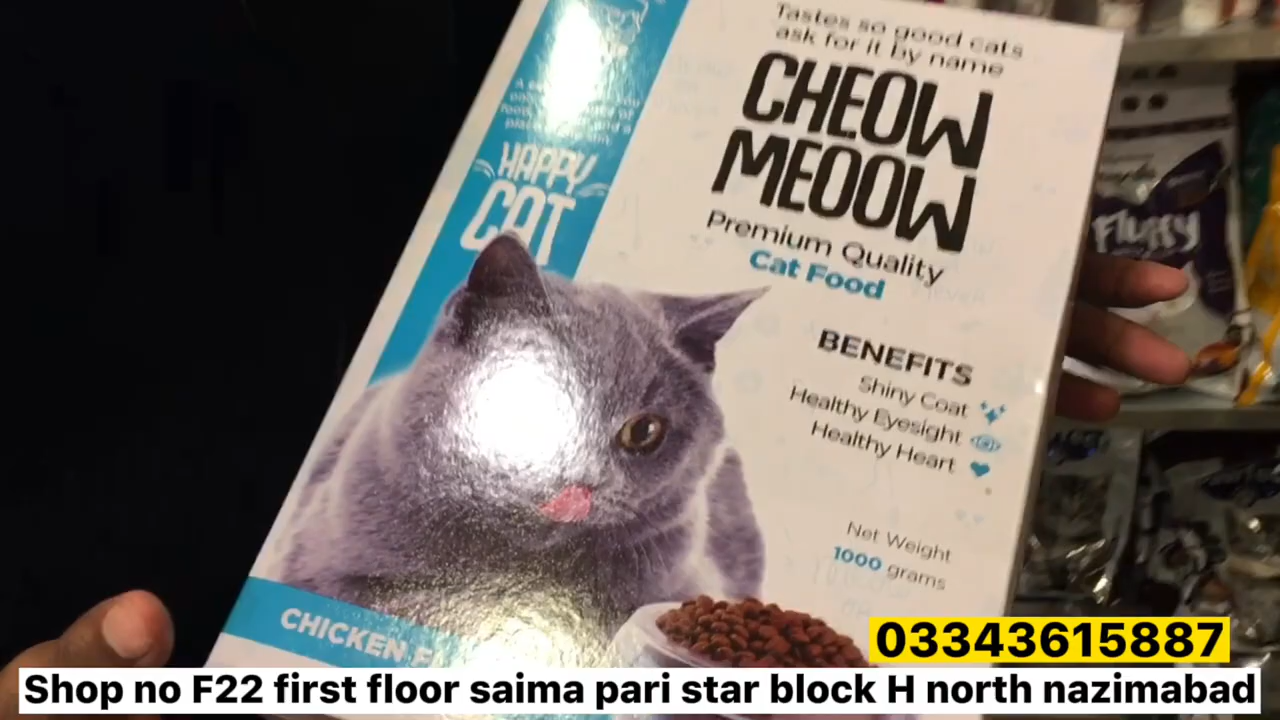 Tastes so good cats
ask for it by name
CHEOW
MEOOW
Premium Quality
Cat Food
HAPPY
CAT
BENEFITS
Shiny Coat
Healthy Eyesight
Healthy Heart
Net Weight
1000 grams
CHICKEN
Fluffy
03343615887
Shop no F22 first floor saima pari star block H north nazimabad